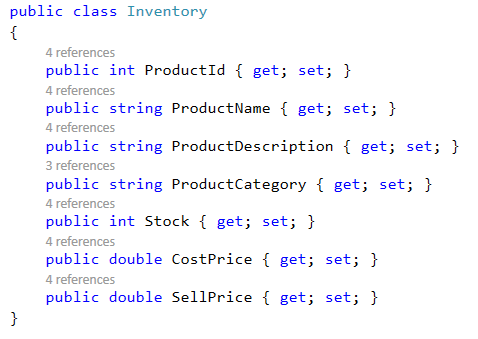 public class Inventory
{
4 references
public int ProductId { get; set; }
4 references
public string ProductName { get; set; }
4 references
public string ProductDescription { get; set; }
3 references
public string ProductCategory { get; set; }
4 references
public int Stock { get; set; }
4 references
public double CostPrice { get; set; }
4 references
public double SellPrice { get; set; }
}